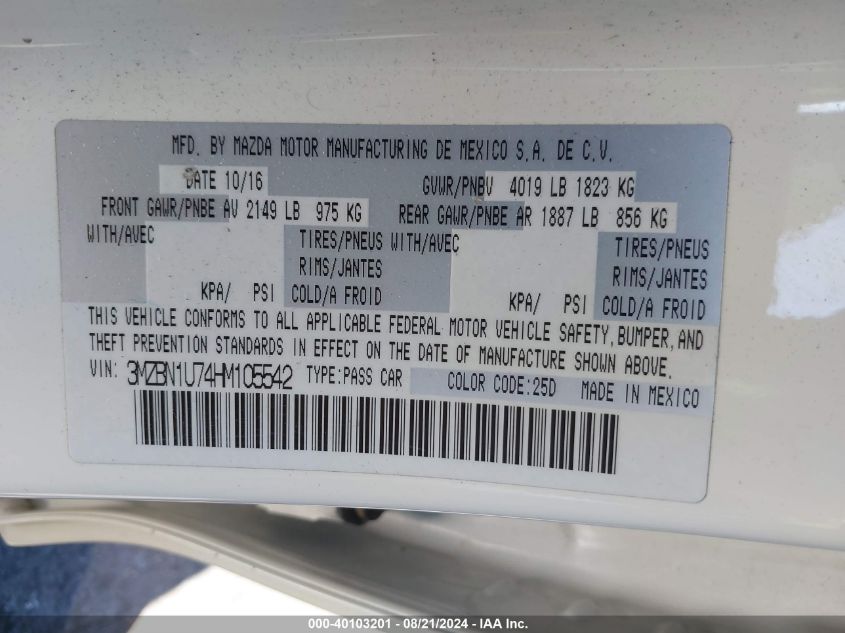 MFD. BY MAZDA MOTOR MANUFACTURING DE MEXICO S.A. DE C.V.
DATE 10/16 GVWR/PNBV 4019 LB 1823 KG
FRONT GAWR/PNBE AV 2149 LB 975 KG REAR GAWR/PNBE AR 1887 LB 856 KG
WITH/AVEC TIRES/PNEUS WITH/AVEC TIRES/PNEUS
RIMS/JANTES RIMS/JANTES
KPA/ PSI COLD/A FROID KPA/ PSI COLD/A FROID
THIS VEHICLE CONFORMS TO ALL APPLICABLE FEDERAL MOTOR VEHICLE SAFETY, BUMPER, AND
THEFT PREVENTION STANDARDS IN EFFECT ON THE DATE OF MANUFACTURE SHOWN ABOVE.
VIN: 3MZBN1U74HM105542 TYPE:PASS CAR COLOR CODE:25D MADE IN MEXICO
000-40103201 - 08/21/2024 - IAAI.com